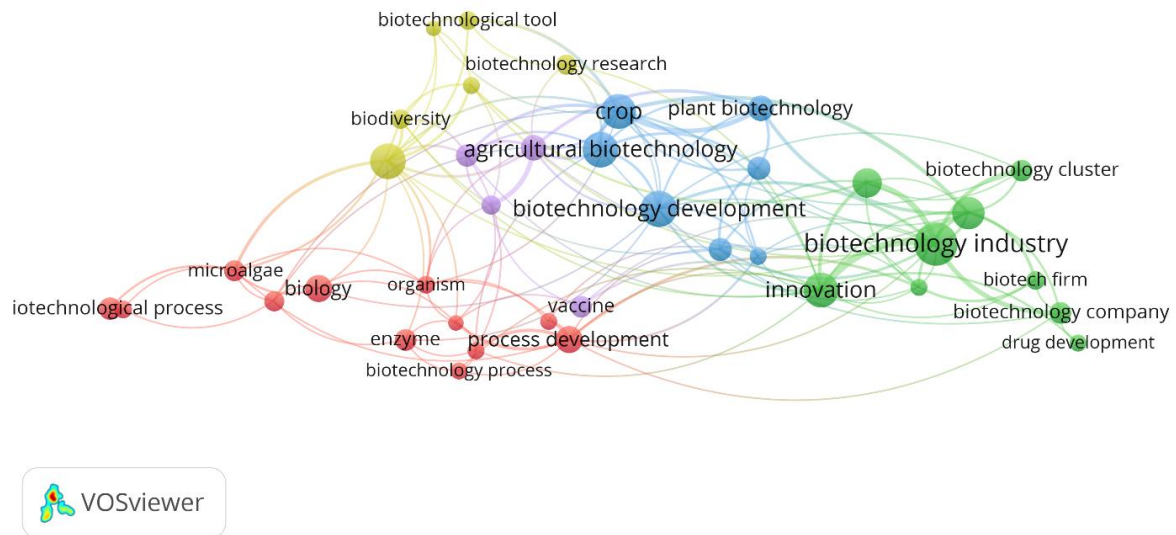 biotechnological tool
biotechnology research
crop
plant biotechnology
biodiversity
agricultural biotechnology
biotechnology cluster
biotechnology development
biotechnology industry
microalgae
biology
organism
innovation
biotech firm
iotechnological process
vaccine
biotechnology company
enzyme
process development
drug development
biotechnology process
VOSviewer